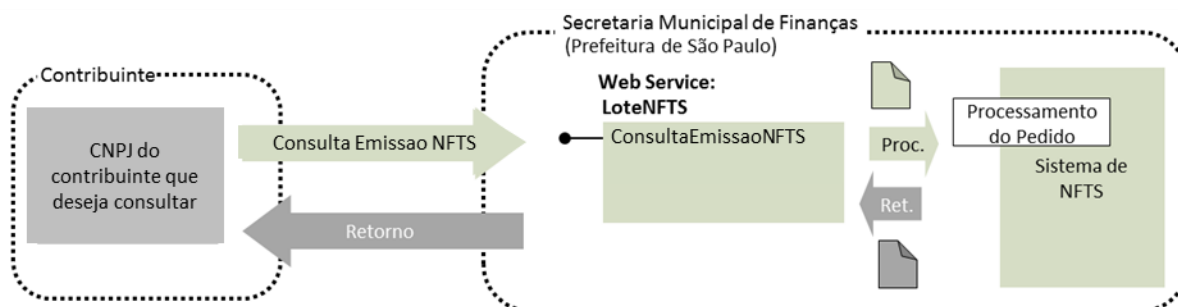 Secretaria Municipal de Finanças
(Prefeitura de São Paulo)
Contribuinte
Web Service:
LoteNFTS
CNPJ do
contribuinte que
deseja consultar
Consulta Emissao NFTS
ConsultaEmissaoNFTS
Proc.
Processamento
do Pedido
Sistema de
NFTS
Retorno
Ret.